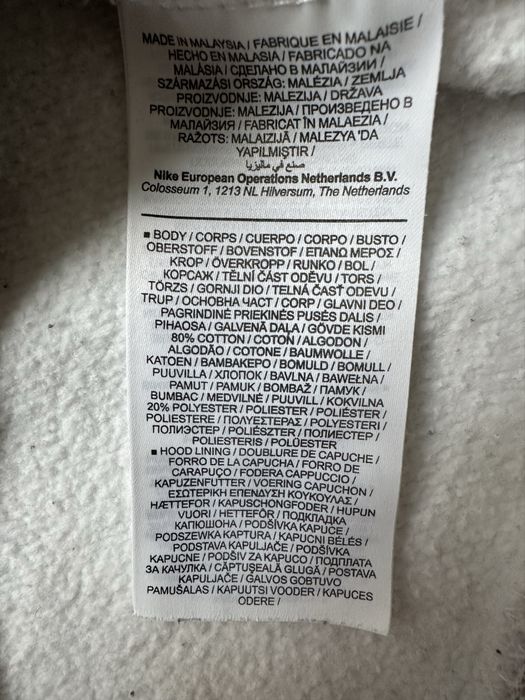 MADE IN MALAYSIA / FABRIQUE EN MALAISIE /
HECHO EN MALASIA / FABRICADO NA
MALÁSIA / СДЕЛАНО В МАЛАЙЗИИ /
SZÁRMAZÁSI ORSZÁG: MALÉZIA / ZEMLJA
PROIZVODNJE: MALEZIJA / DRŽAVA
PROIZVODNJE: MALEZIJA / ПРОИЗВЕДЕНО В
МАЛАЙЗИЯ / FABRICAT ÎN MALAEZIA /
RAŽOTS: MALAIZIJĀ / MALEZYA 'DA
YAPILMIŞTIR /
صنع في ماليزيا
Nike European Operations Netherlands B.V.
Colosseum 1, 1213 NL Hilversum, The Netherlands
■ BODY / CORPS / CUERPO / CORPO / BUSTO /
OBERSTOFF / BOVENSTOF / ΕΠΑΝΩ ΜΕΡΟΣ /
KROP / ÖVERKROPP / RUNKO / BOL /
КОРСАЖ / TĚLNÍ ČÁST ODĚVU / TORS /
TÖRZS / GORNJI DIO / TELNÁ ČASŤ ODEVU /
TRUP / ОСНОВНА ЧАСТ / CORP / GLAVNI DEO /
PAGRINDINĖ PRIEKINĖS PUSĖS DALIS /
PIHAOSA / GALVENĀ DAĻA / GÖVDE KISMI
80% COTTON / COTON / ALGODON /
ALGODÃO / COTONE / BAUMWOLLE /
KATOEN / ΒΑΜΒΑΚΕΡΟ / BOMULD / BOMULL /
PUUVILLA / ХЛОПОК / BAVLNA / BAWEŁNA /
PAMUT / PAMUK / BOMBAŽ / ПАМУК /
BUMBAC / MEDVILNĖ / PUUVILL / KOKVILNA
20% POLYESTER / POLIESTER / POLIÉSTER /
POLIESTERE / ΠΟΛΥΕΣΤΕΡΑΣ / POLYESTERI /
ПОЛИЭСТЕР / POLIÉSZTER / ПОЛИЕСТЕР /
POLIESTERIS / POLÜESTER
■ HOOD LINING / DOUBLURE DE CAPUCHE /
FORRO DE LA CAPUCHA / FORRO DE
CARAPUÇO / FODERA CAPPUCCIO /
KAPUZENFUTTER / VOERING CAPUCHON /
ΕΣΩΤΕΡΙΚΗ ΕΠΕΝΔΥΣΗ ΚΟΥΚΟΥΛΑΣ /
HÆTTEFOR / KAPUSCHONGFODER / HUPUN
VUORI / HETTEFÔR / ПОДКЛАДКА
КАПЮШОНА / PODŠÍVKA KAPUCE /
PODSZEWKA KAPTURA / KAPUCNI BÉLÉS /
POSTAVA KAPULJAČE / PODŠÍVKA
KAPUCNE / PODŠIV ZA KAPUCO / ПОДПЛАТА
ЗА КАЧУЛКА / CĂPTUŞEALĂ GLUGĂ / POSTAVA
KAPULJAČE / GALVOS GOBTUVO
PAMUŠALAS / KAPUUTSI VOODER / KAPUCES
ODERE /